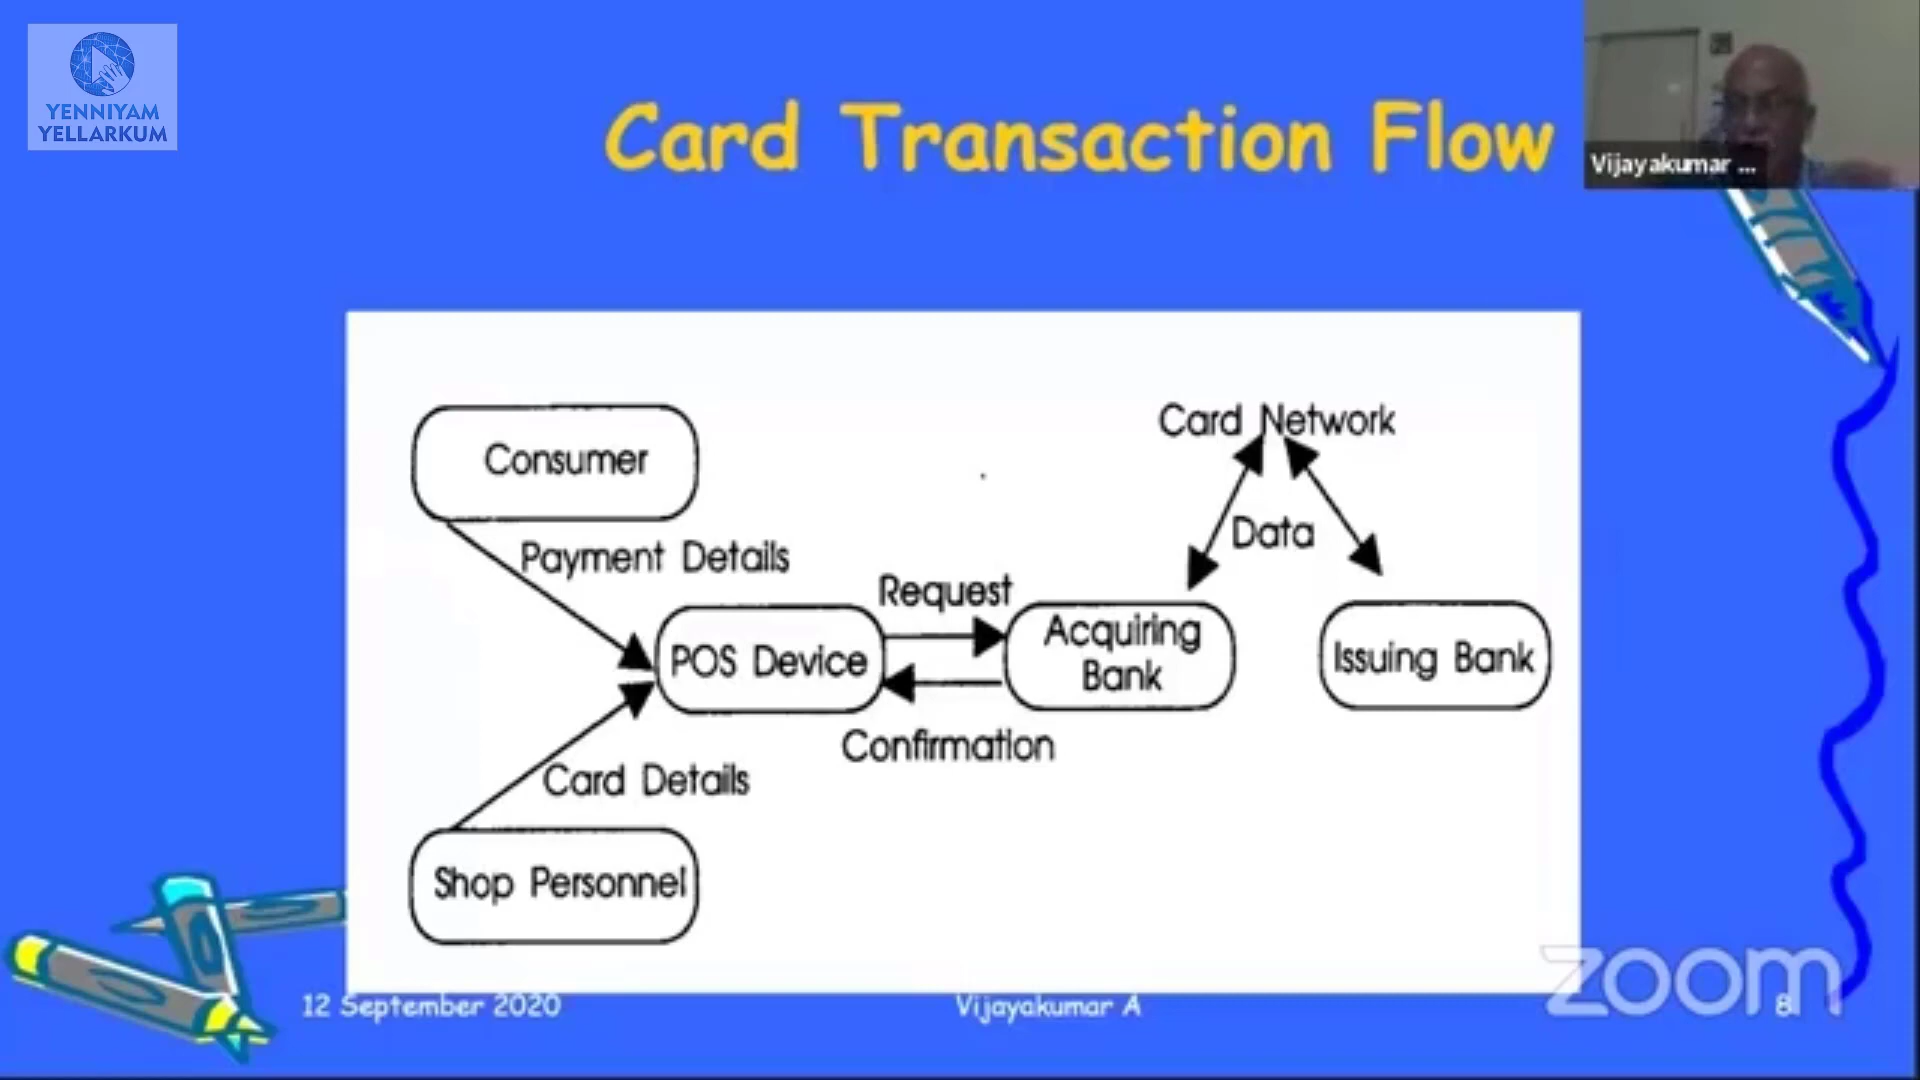 YENNIYAM
YELLARKUM
Card Transaction Flow
Vijayakumar ...
Consumer
Card Network
Payment Details
Data
Request
POS Device
Acquiring
Bank
Issuing Bank
Confirmation
Card Details
Shop Personnel
12 September 2020
Vijayakumar A
8
zoom